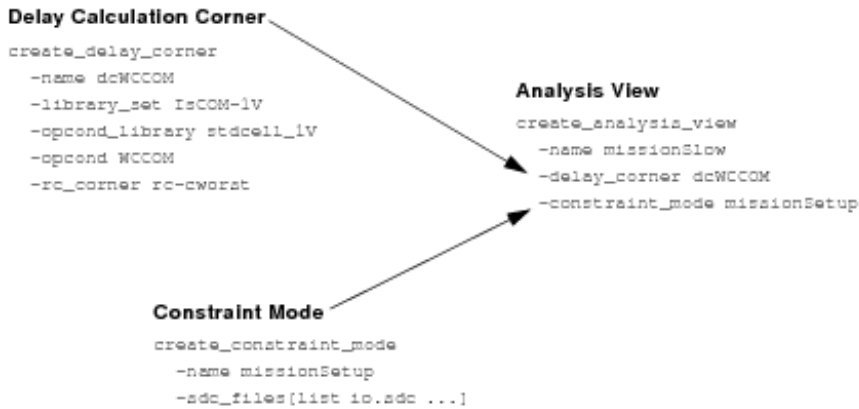 Delay Calculation Corner
create_delay_corner
-name dcWCCOM
-library_set IsCOM-1V
-opcond_library stdcell_1V
-opcond WCCOM
-rc_corner rc-cworst
Analysis View
create_analysis_view
-name missionSlow
-delay_corner dcWCCOM
-constraint_mode missionSetup
Constraint Mode
create_constraint_mode
-name missionSetup
-sdc_files[list io.sdc ...]